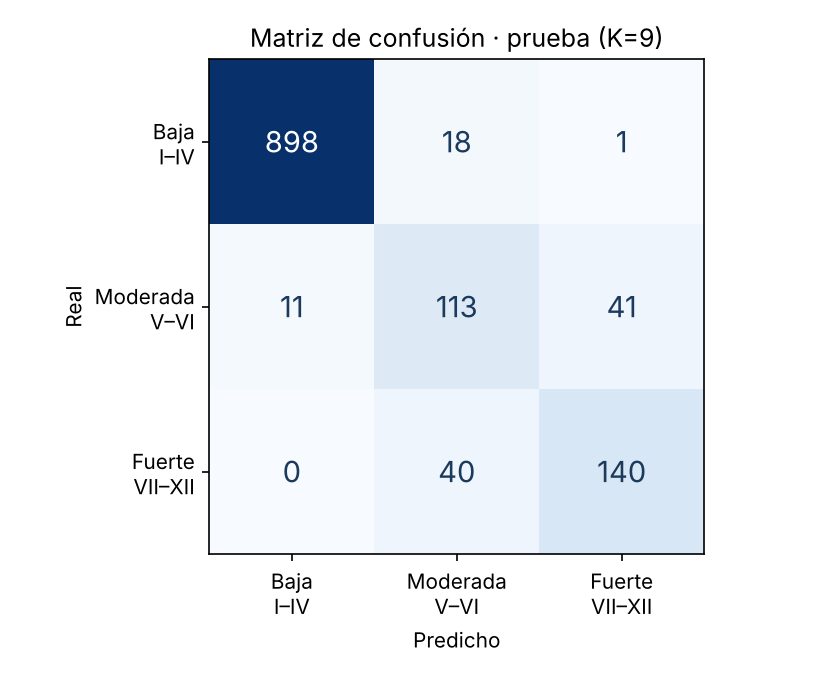 Matriz de confusión · prueba (K=9)
Baja
I–IV
898
18
1
Real
Moderada
V–VI
11
113
41
Fuerte
VII–XII
0
40
140
Baja
I–IV
Moderada
V–VI
Fuerte
VII–XII
Predicho